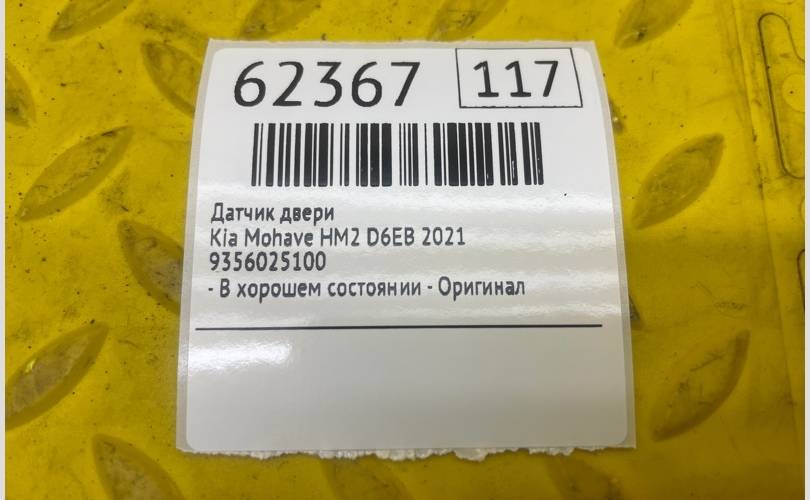 62367 117
Датчик двери
Kia Mohave HM2 D6EB 2021
9356025100
- В хорошем состоянии - Оригинал